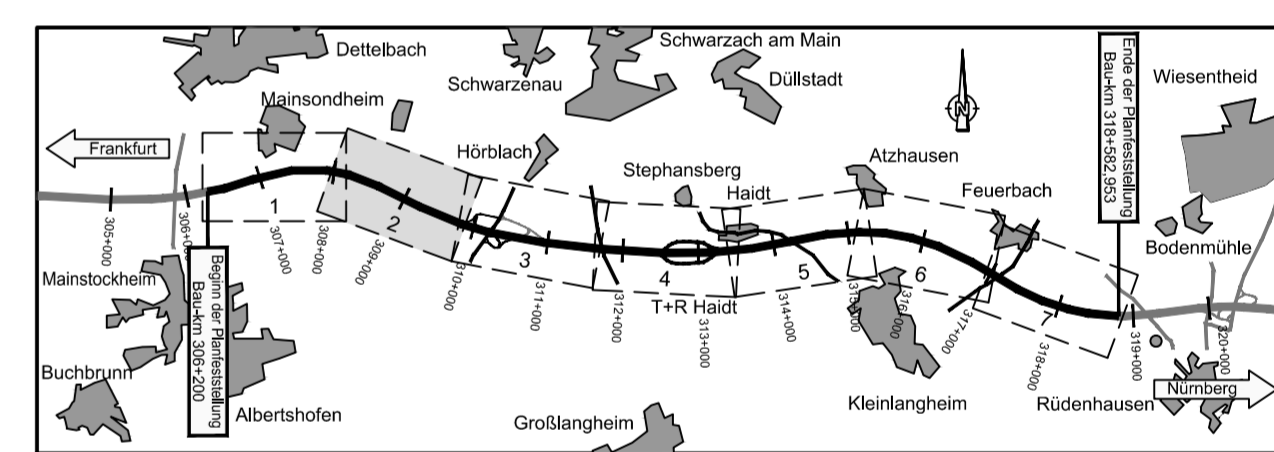 Dettelbach
Schwarzach am Main
Schwarzenau
Düllstadt
Wiesentheid
Mainsondheim
Frankfurt
Hörblach
Stephansberg
Haidt
Atzhausen
Feuerbach
Ende der Planfeststellung
Bau-km 318+582,953
Bodenmühle
1
2
3
4
5
6
7
T+R Haidt
305+000
306+0
307+000
308+000
309+000
310+000
311+000
312+000
313+000
314+000
315+000
316+000
317+000
318+000
319+000
320+000
Mainstockheim
Beginn der Planfeststellung
Bau-km 306+200
Buchbrunn
Albertshofen
Großlangheim
Kleinlangheim
Rüdenhausen
Nürnberg
N